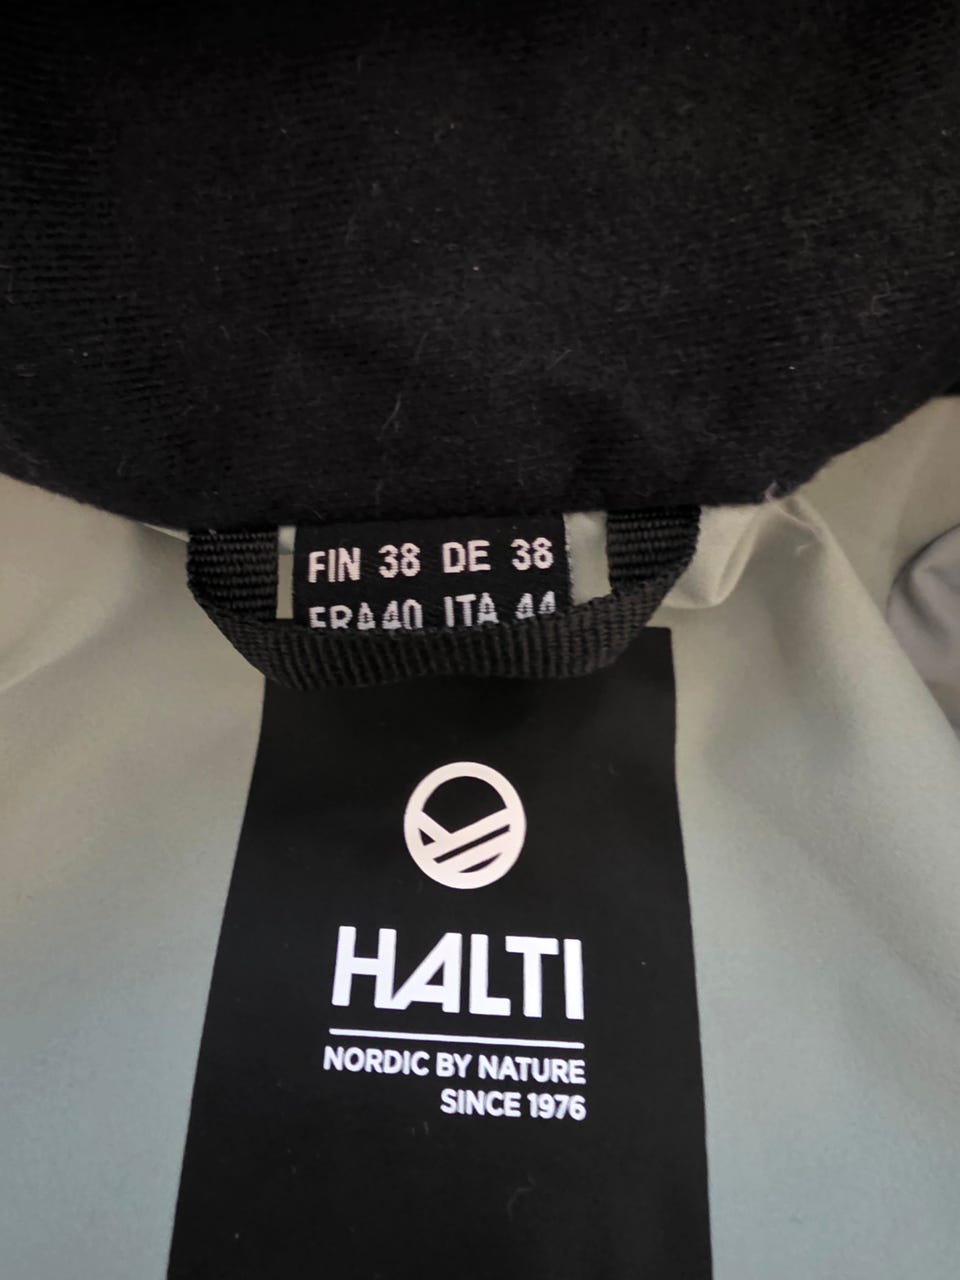 FIN 38 DE 38
FRA40 ITA 44
HALTI
NORDIC BY NATURE
SINCE 1976